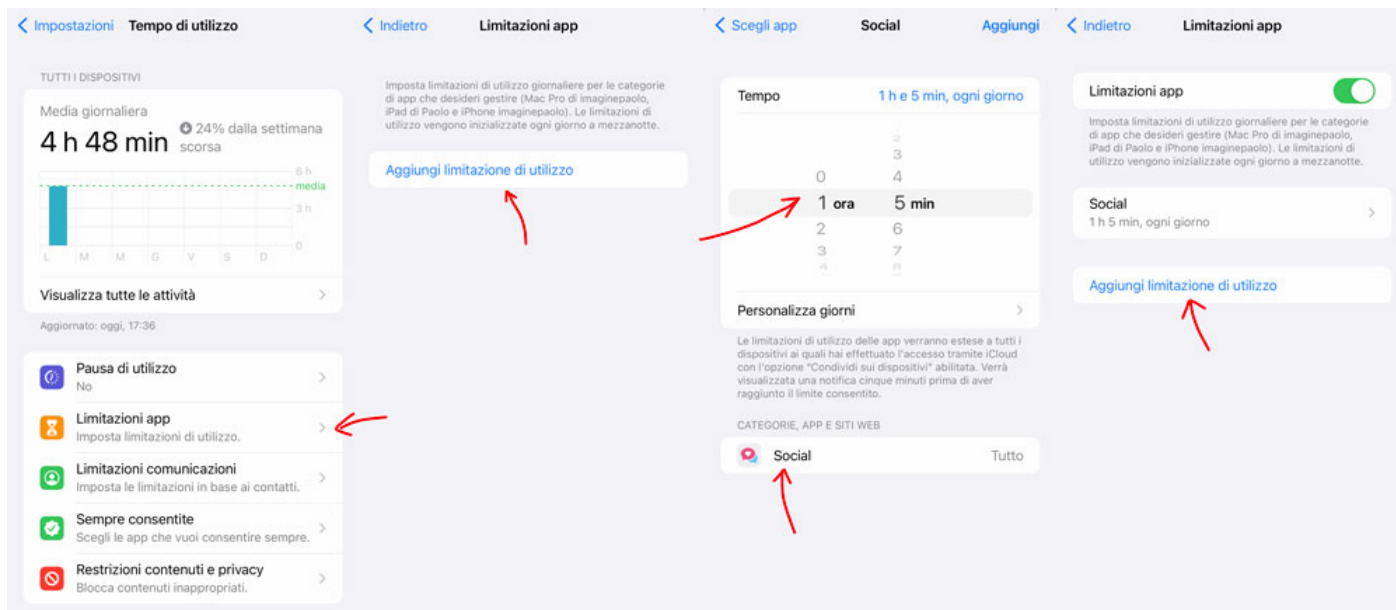 Impostazioni Tempo di utilizzo
TUTTI I DISPOSITIVI
Media giornaliera
4 h 48 min
24% dalla settimana
scorsa
6 h
media
3 h
0
L M M G V S D
Visualizza tutte le attività
Aggiornato: oggi, 17:36
Pausa di utilizzo
No
Limitazioni app
Imposta limitazioni di utilizzo.
Limitazioni comunicazioni
Imposta le limitazioni in base ai contatti.
Sempre consentite
Scegli le app che vuoi consentire sempre.
Restrizioni contenuti e privacy
Blocca contenuti inappropriati.
Indietro Limitazioni app
Imposta limitazioni di utilizzo giornaliere per le categorie
di app che desideri gestire (Mac Pro di imaginepaolo,
iPad di Paolo e iPhone imaginepaolo). Le limitazioni di
utilizzo vengono inizializzate ogni giorno a mezzanotte.
Aggiungi limitazione di utilizzo
Scegli app Social Aggiungi
Tempo 1 h e 5 min, ogni giorno
2
3
0 4
1 ora 5 min
2 6
3 7
4 8
Personalizza giorni
Le limitazioni di utilizzo delle app verranno estese a tutti i
dispositivi ai quali hai effettuato l'accesso tramite iCloud
con l'opzione "Condividi sui dispositivi" abilitata. Verrà
visualizzata una notifica cinque minuti prima di aver
raggiunto il limite consentito.
CATEGORIE, APP E SITI WEB
Social Tutto
Indietro Limitazioni app
Limitazioni app
Imposta limitazioni di utilizzo giornaliere per le categorie
di app che desideri gestire (Mac Pro di imaginepaolo,
iPad di Paolo e iPhone imaginepaolo). Le limitazioni di
utilizzo vengono inizializzate ogni giorno a mezzanotte.
Social
1 h 5 min, ogni giorno
Aggiungi limitazione di utilizzo